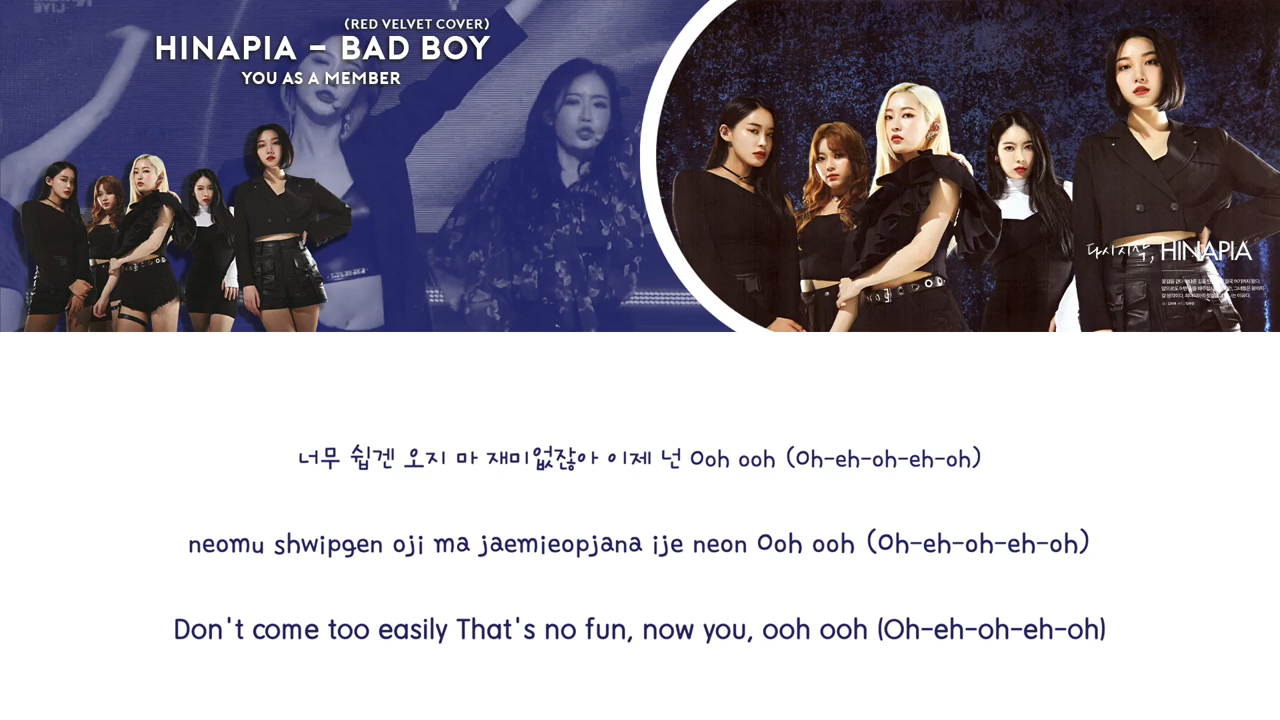 (RED VELVET COVER)
HINAPIA - BAD BOY
YOU AS A MEMBER
다시 시작, HINAPIA
너무 쉽겐 오지 마 재미없잖아 이제 넌 Ooh ooh (Oh-eh-oh-eh-oh)
neomu shwipgen oji ma jaemieopjana ije neon Ooh ooh (Oh-eh-oh-eh-oh)
Don't come too easily That's no fun, now you, ooh ooh (Oh-eh-oh-eh-oh)